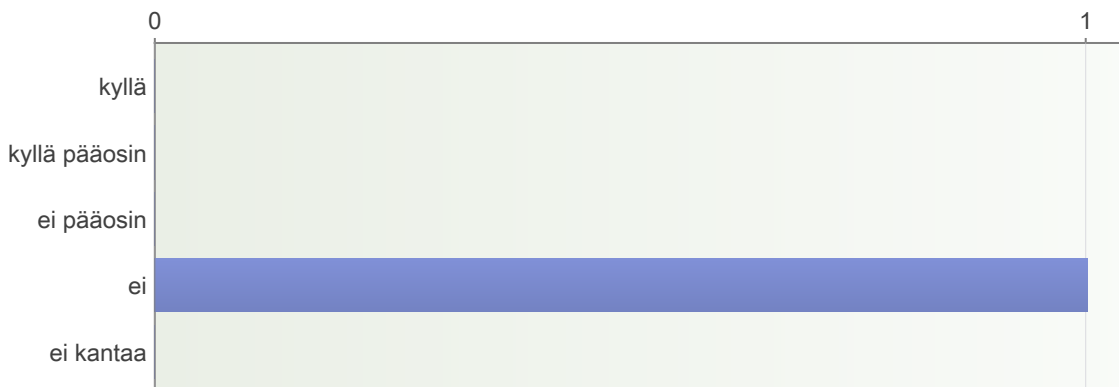 0 1
kyllä
kyllä pääosin
ei pääosin
ei
ei kantaa